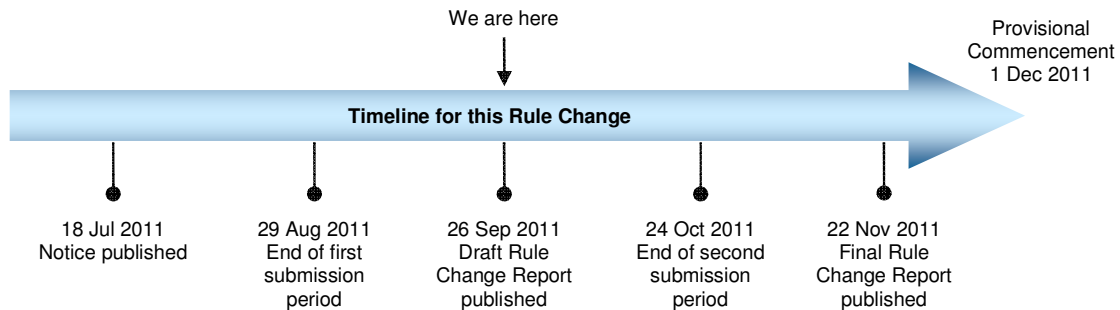 We are here
Provisional
Commencement
1 Dec 2011
Timeline for this Rule Change
18 Jul 2011
Notice published
29 Aug 2011
End of first
submission
period
26 Sep 2011
Draft Rule
Change Report
published
24 Oct 2011
End of second
submission
period
22 Nov 2011
Final Rule
Change Report
published